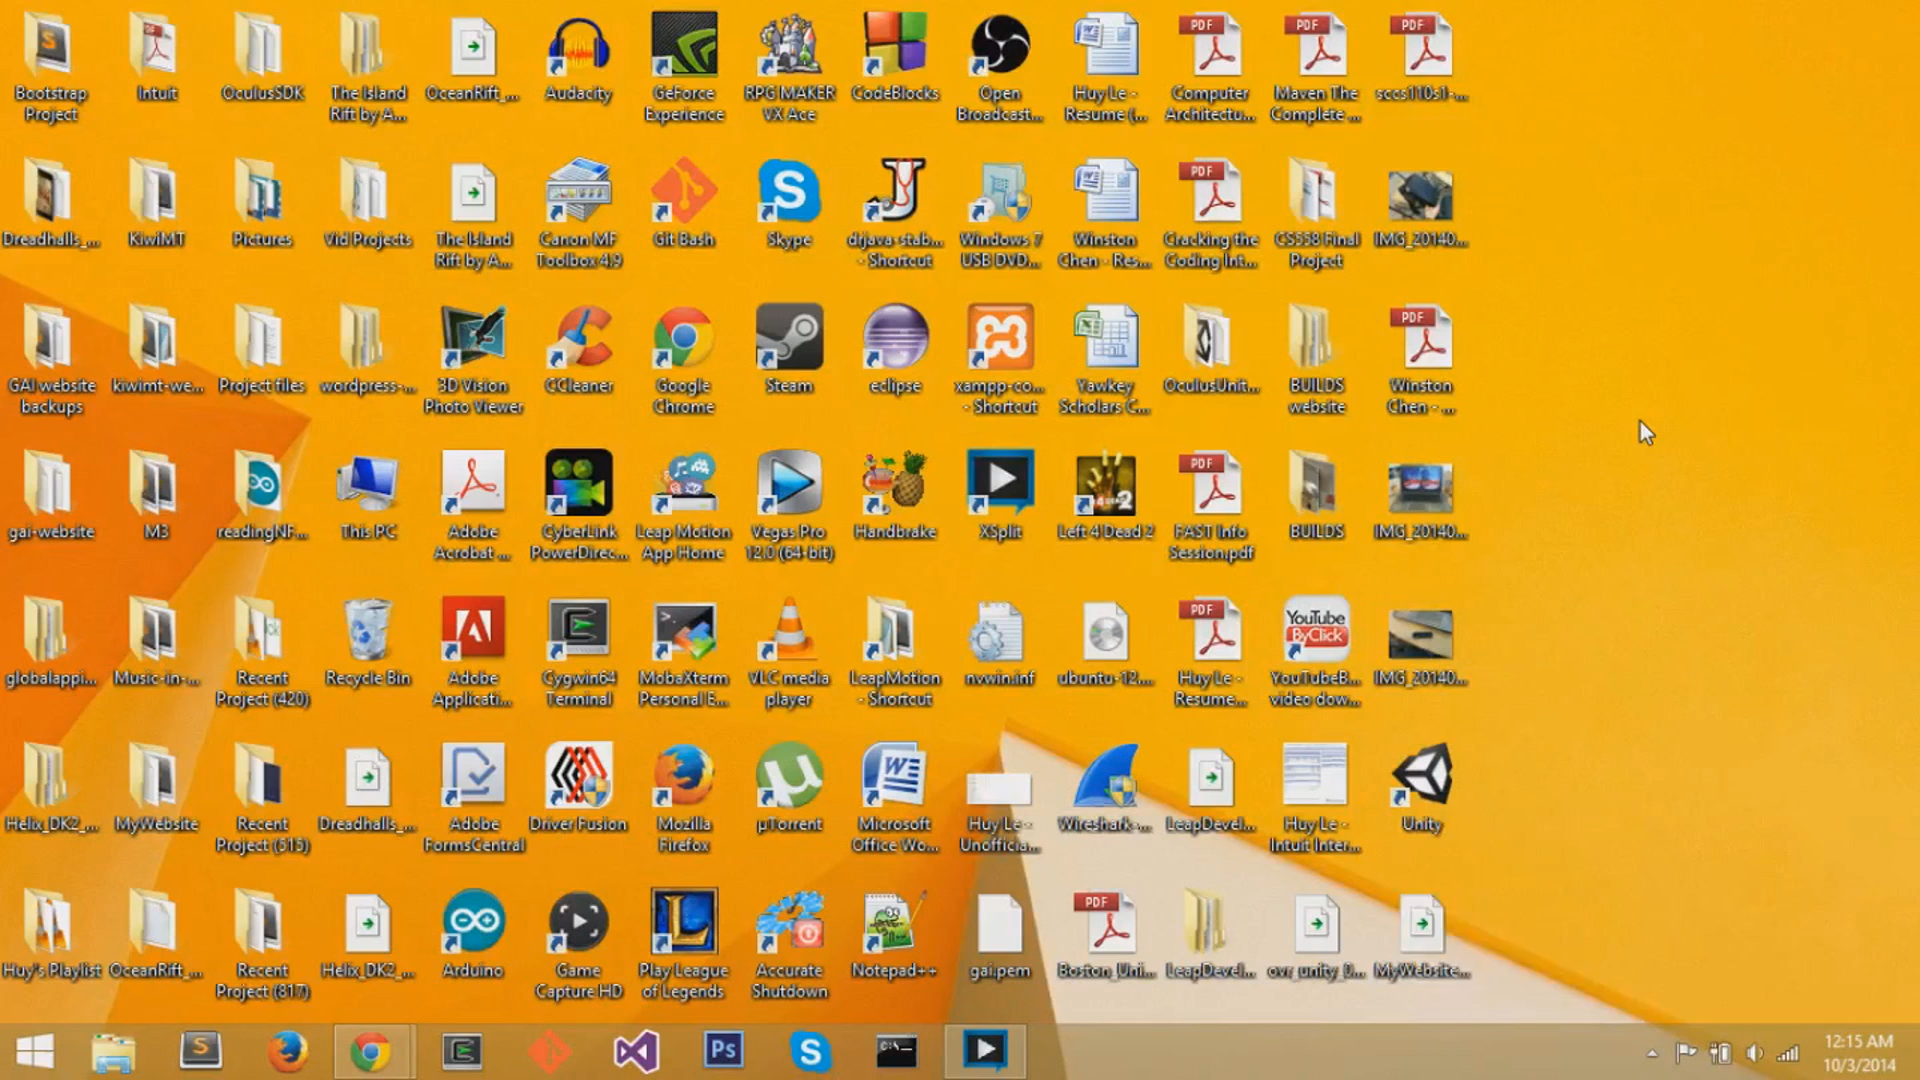 Bootstrap
Project
Intuit
OculusSDK
The Island
Rift by A...
OceanRift_...
Audacity
GeForce
Experience
RPG MAKER
VX Ace
CodeBlocks
Open
Broadcast...
Huy Le -
Resume (...
PDF
Computer
Architectu...
PDF
Maven The
Complete ...
PDF
sccs110s1-...
Dreadhalls_...
KiwiMT
Pictures
Vid Projects
The Island
Rift by A...
Canon MF
Toolbox 4.9
Git Bash
Skype
drjava-stab...
- Shortcut
Windows 7
USB DVD...
Winston
Chen - Res...
PDF
Cracking the
Coding Int...
CS558 Final
Project
IMG_20140...
GAI website
backups
kiwimt-we...
Project files
wordpress-...
3D Vision
Photo Viewer
CCleaner
Google
Chrome
Steam
eclipse
xampp-co...
- Shortcut
Yawkey
Scholars C...
OculusUnit...
BUILDS
website
PDF
Winston
Chen - ...
gai-website
M3
readingNF...
This PC
Adobe
Acrobat ...
CyberLink
PowerDirec...
Leap Motion
App Home
Vegas Pro
12.0 (64-bit)
Handbrake
XSplit
Left 4 Dead 2
PDF
FAST Info
Session.pdf
BUILDS
IMG_20140...
globalappi...
Music-in-...
Recent
Project (420)
Recycle Bin
Adobe
Applicati...
Cygwin64
Terminal
MobaXterm
Personal E...
VLC media
player
LeapMotion
- Shortcut
nvwin.inf
ubuntu-12....
PDF
Huy Le -
Resume...
YouTube
ByClick
YouTubeB...
video dow...
IMG_20140...
Helix_DK2_...
MyWebsite
Recent
Project (515)
Dreadhalls_...
Adobe
FormsCentral
Driver Fusion
Mozilla
Firefox
µTorrent
Microsoft
Office Wo...
Huy Le -
Unofficia...
Wireshark-...
LeapDevel...
Huy Le -
Intuit Inter...
Unity
Huy's Playlist
OceanRift_...
Recent
Project (817)
Helix_DK2_...
Arduino
Game
Capture HD
Play League
of Legends
Accurate
Shutdown
Notepad++
gai.pem
PDF
Boston_Uni...
LeapDevel...
ovr_unity_0...
MyWebsite...
Ps
C:\-
12:15 AM
10/3/2014